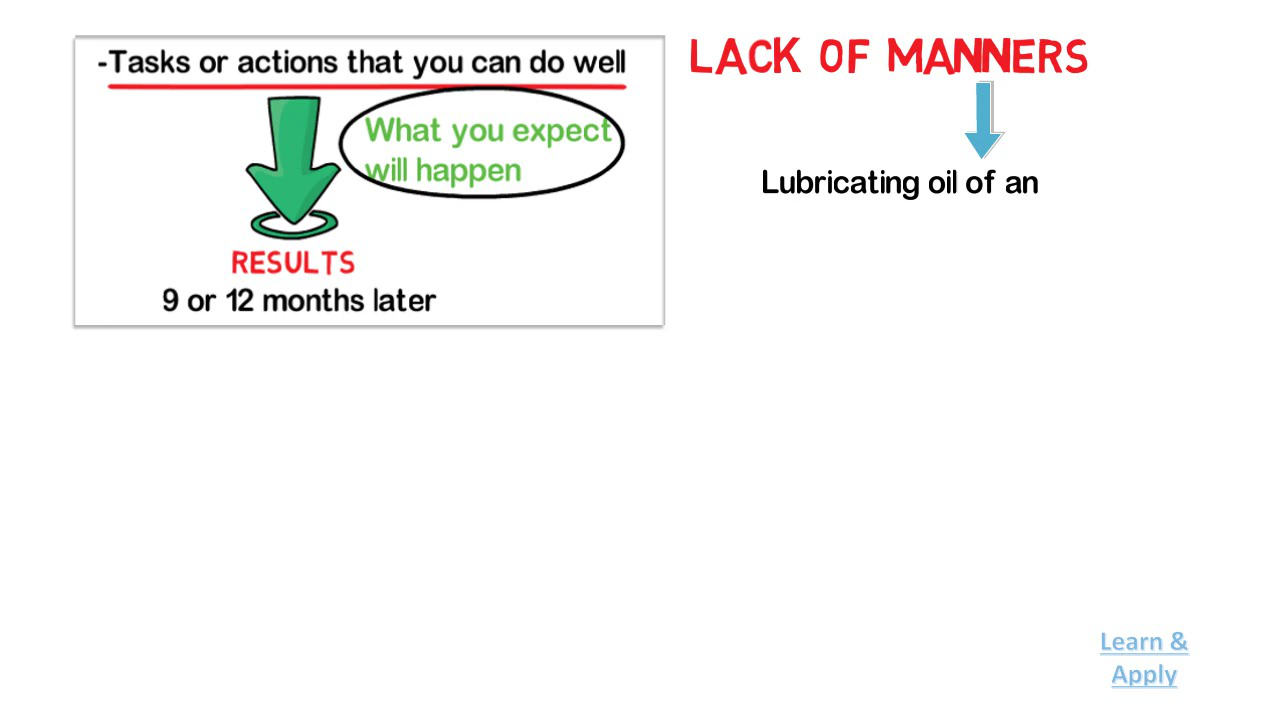 -Tasks or actions that you can do well
What you expect
will happen
RESULTS
9 or 12 months later
LACK OF MANNERS
Lubricating oil of an
Learn &
Apply